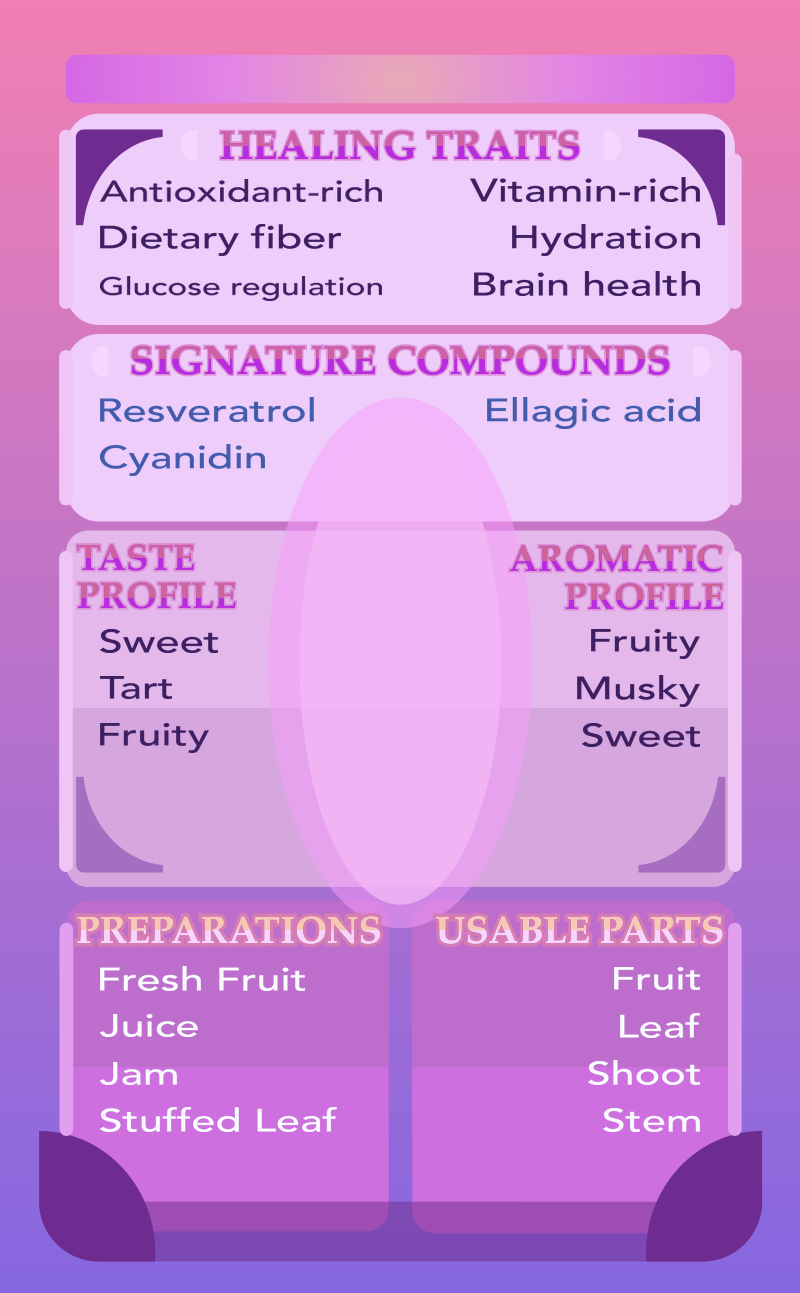 HEALING TRAITS
Antioxidant-rich
Vitamin-rich
Dietary fiber
Hydration
Glucose regulation
Brain health
SIGNATURE COMPOUNDS
Resveratrol
Ellagic acid
Cyanidin
TASTE
PROFILE
Sweet
Tart
Fruity
AROMATIC
PROFILE
Fruity
Musky
Sweet
PREPARATIONS
Fresh Fruit
Juice
Jam
Stuffed Leaf
USABLE PARTS
Fruit
Leaf
Shoot
Stem